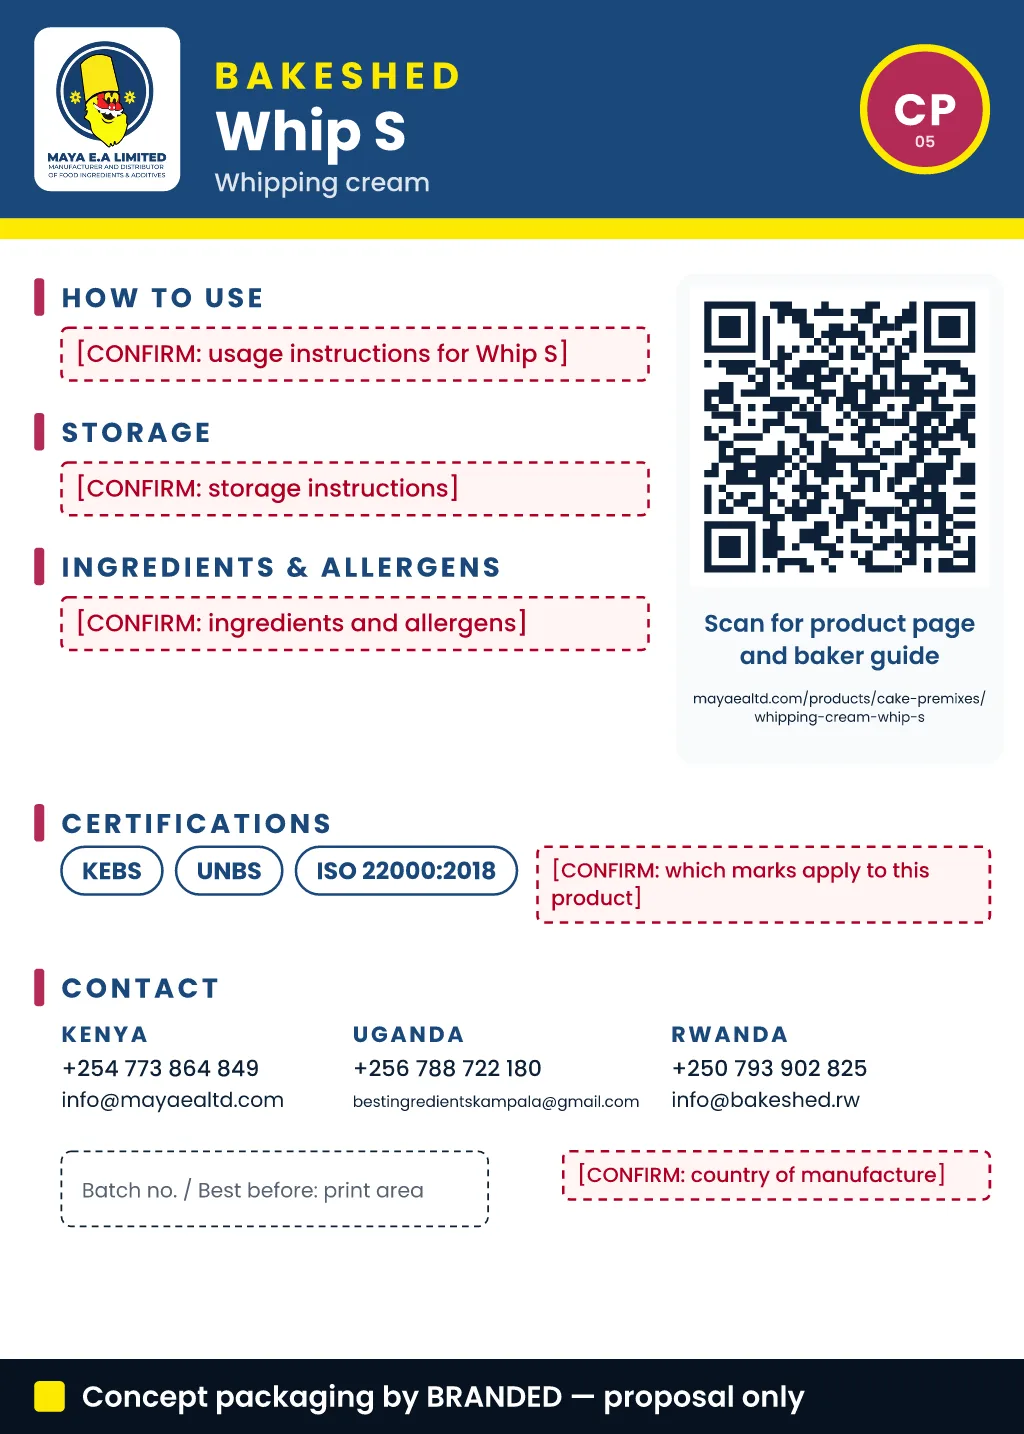 MAYA E.A LIMITED
MANUFACTURER AND DISTRIBUTOR
OF FOOD INGREDIENTS & ADDITIVES
BAKESHED
Whip S
Whipping cream
CP
05
HOW TO USE
[CONFIRM: usage instructions for Whip S]
STORAGE
[CONFIRM: storage instructions]
INGREDIENTS & ALLERGENS
[CONFIRM: ingredients and allergens]
Scan for product page
and baker guide
mayaealtd.com/products/cake-premixes/
whipping-cream-whip-s
CERTIFICATIONS
KEBS
UNBS
ISO 22000:2018
[CONFIRM: which marks apply to this
product]
CONTACT
KENYA
+254 773 864 849
info@mayaealtd.com
UGANDA
+256 788 722 180
bestingredientskampala@gmail.com
RWANDA
+250 793 902 825
info@bakeshed.rw
Batch no. / Best before: print area
[CONFIRM: country of manufacture]
Concept packaging by BRANDED — proposal only